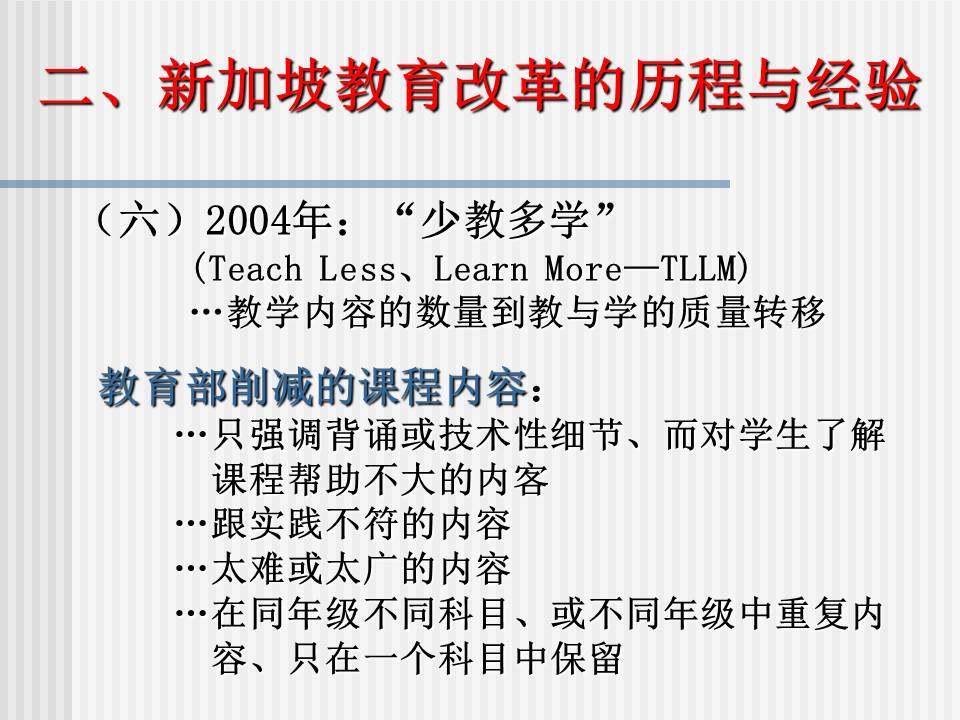 二、新加坡教育改革的历程与经验
（六）2004年：“少教多学”
(Teach Less、Learn More—TLLM)
…教学内容的数量到教与学的质量转移
教育部削减的课程内容：
…只强调背诵或技术性细节、而对学生了解
课程帮助不大的内客
…跟实践不符的内容
…太难或太广的内容
…在同年级不同科目、或不同年级中重复内
容、只在一个科目中保留